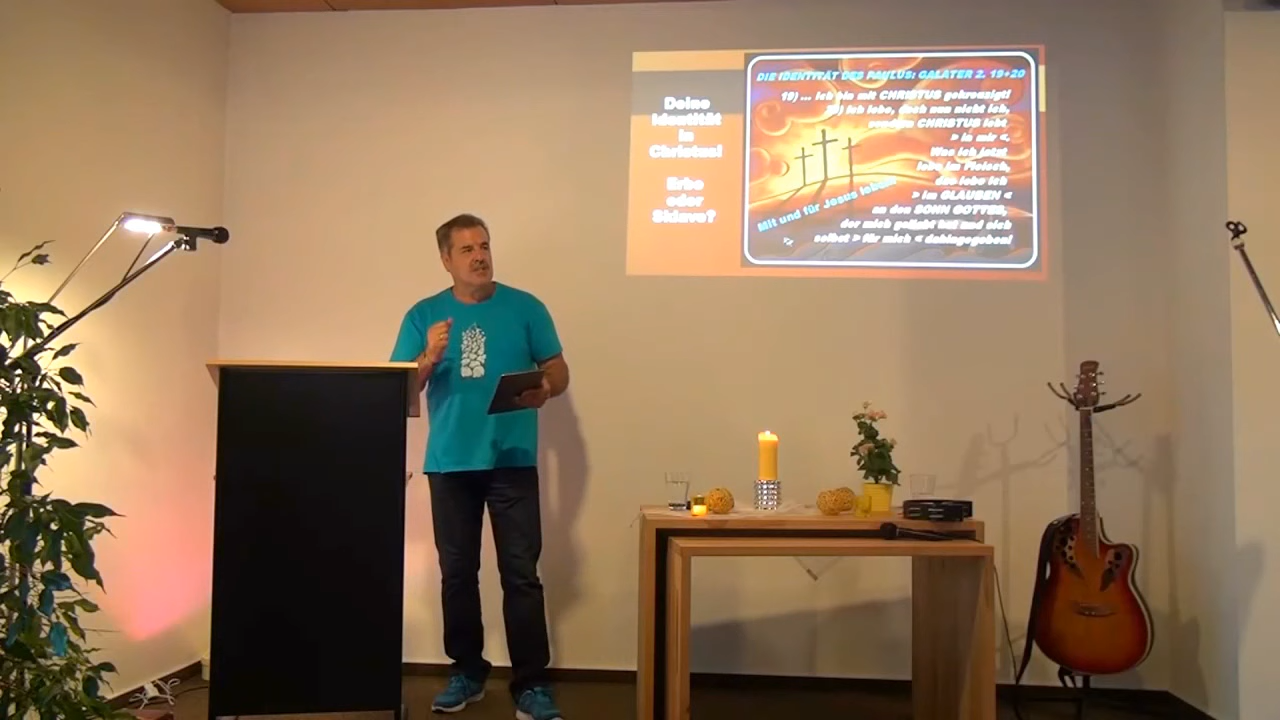 Deine
Identität
in
Christus!
Erbe
oder
Sklave?
DIE IDENTITÄT DES PAULUS: GALATER 2. 19+20
19) ... ich bin mit CHRISTUS gekreuzigt!
20) ich lebe, doch nun nicht ich,
sondern CHRISTUS lebt
> in mir <.
Was ich jetzt
lebe im Fleisch,
das lebe ich
> im GLAUBEN <
an den SOHN GOTTES,
der mich geliebt hat und sich
selbst > für mich < dahingegeben!
Mit und für Jesus leben!